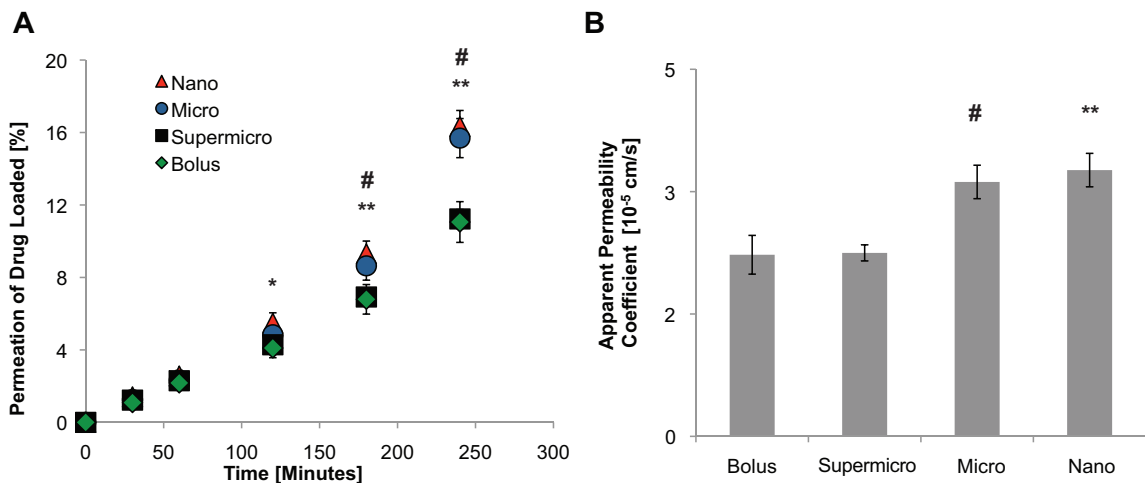 A
20
16
12
8
4
0
Permeation of Drug Loaded [%]
Nano
Micro
Supermicro
Bolus
*
#
**
#
**
0 50 100 150 200 250 300
Time [Minutes]
B
5
3
2
0
Apparent Permeability
Coefficient [10⁻⁵ cm/s]
#
**
Bolus Supermicro Micro Nano